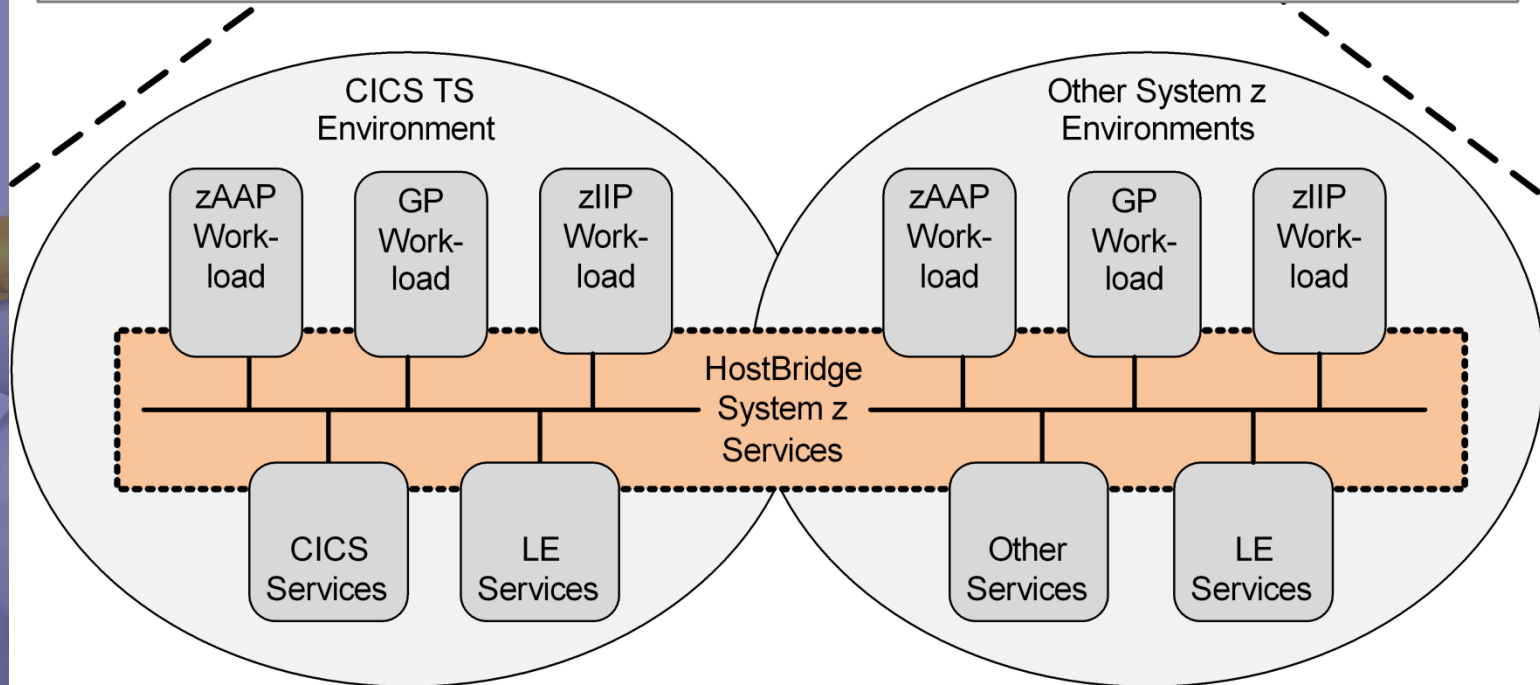 CICS TS
Environment
Other System z
Environments
zAAP
Work-
load
GP
Work-
load
zIIP
Work-
load
zAAP
Work-
load
GP
Work-
load
zIIP
Work-
load
HostBridge
System z
Services
CICS
Services
LE
Services
Other
Services
LE
Services